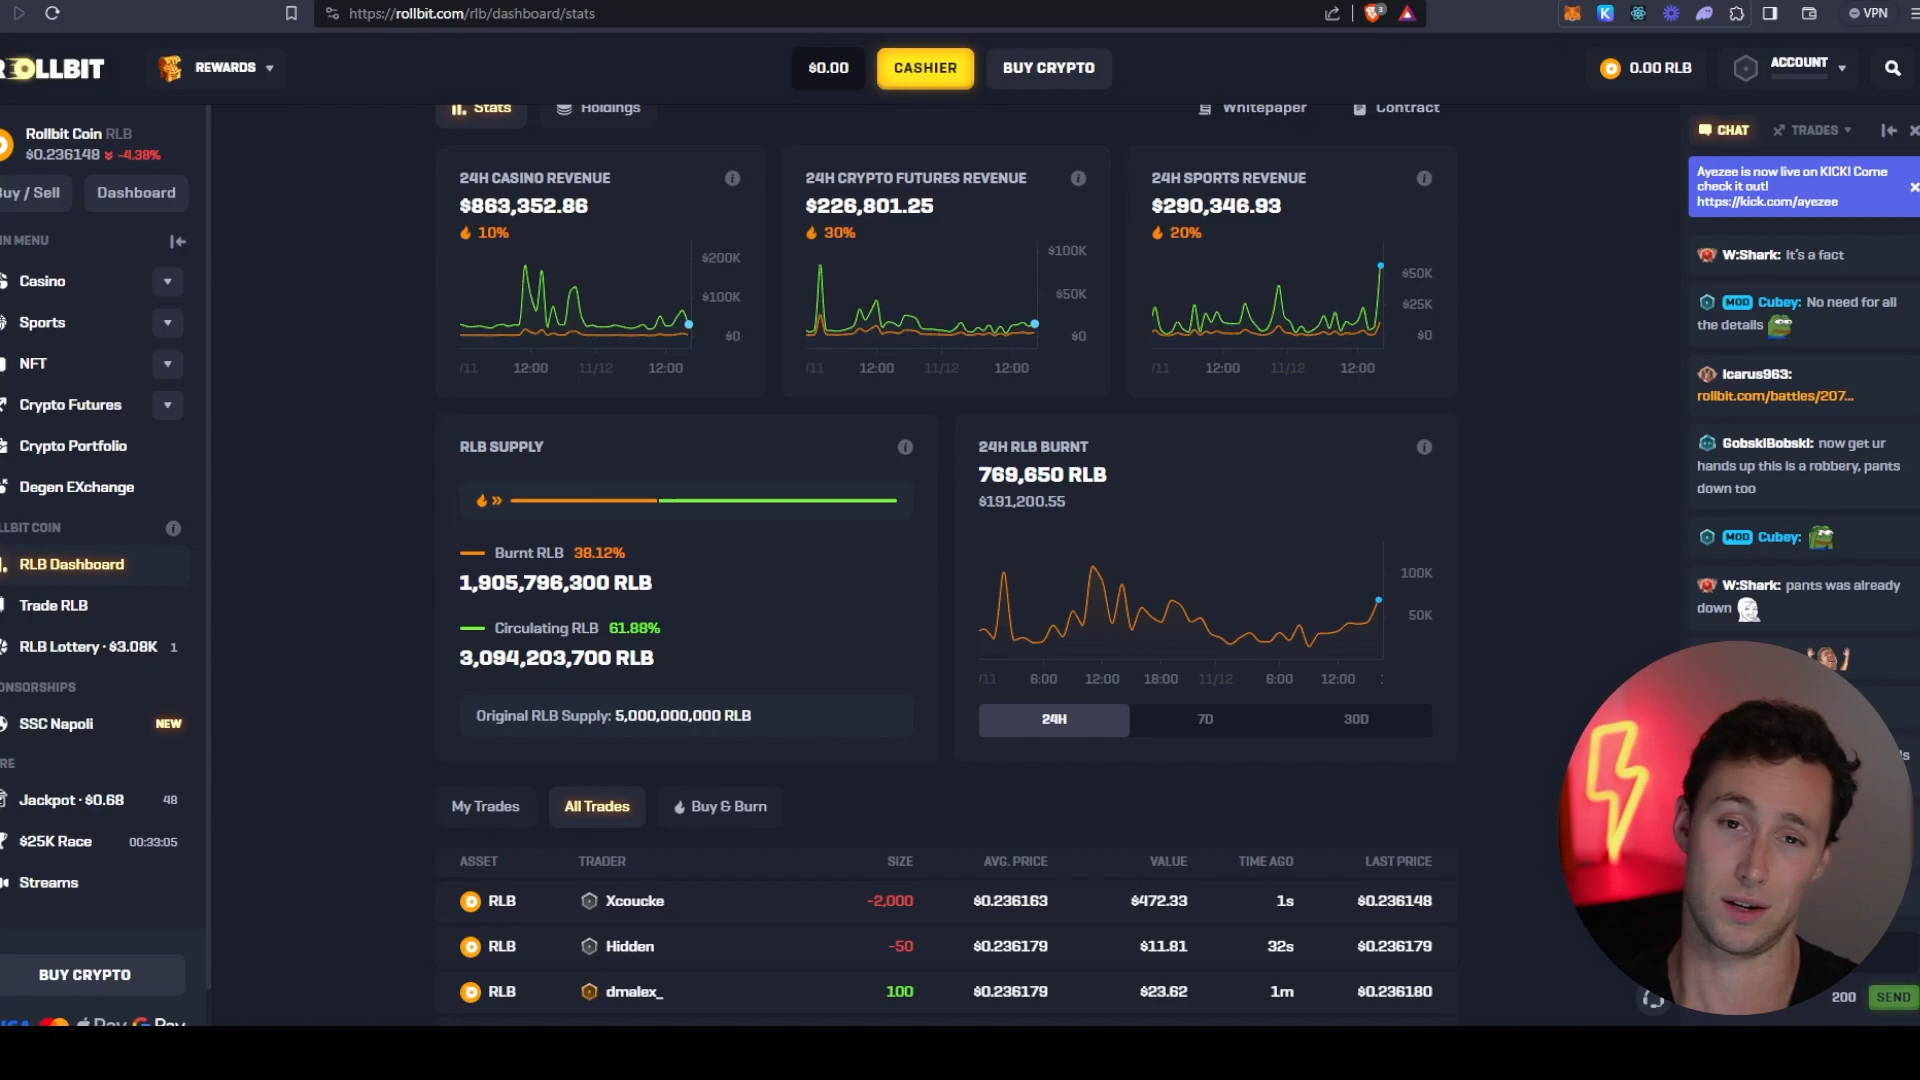 https://rollbit.com/rlb/dashboard/stats
3
VPN
ROLLBIT
REWARDS
$0.00
CASHIER
BUY CRYPTO
0.00 RLB
ACCOUNT
Rollbit Coin RLB
$0.236148 -4.38%
Buy / Sell
Dashboard
IN MENU
Casino
Sports
NFT
Crypto Futures
Crypto Portfolio
Degen EXchange
LLBIT COIN
RLB Dashboard
Trade RLB
RLB Lottery · $3.08K 1
ONSORSHIPS
SSC Napoli NEW
RE
Jackpot · $0.68 48
$25K Race 00:33:05
Streams
BUY CRYPTO
VISA Pay G Pay
Stats
Holdings
Whitepaper
Contract
24H CASINO REVENUE
$863,352.86
10%
$200K
$100K
$0
/11 12:00 11/12 12:00
24H CRYPTO FUTURES REVENUE
$226,801.25
30%
$100K
$50K
$0
/11 12:00 11/12 12:00
24H SPORTS REVENUE
$290,346.93
20%
$50K
$25K
$0
/11 12:00 11/12 12:00
RLB SUPPLY
Burnt RLB 38.12%
1,905,796,300 RLB
Circulating RLB 61.88%
3,094,203,700 RLB
Original RLB Supply: 5,000,000,000 RLB
24H RLB BURNT
769,650 RLB
$191,200.55
100K
50K
/11 6:00 12:00 18:00 11/12 6:00 12:00
24H 7D 30D
My Trades
All Trades
Buy & Burn
ASSET TRADER SIZE AVG. PRICE VALUE TIME AGO LAST PRICE
RLB Xcoucke -2,000 $0.236163 $472.33 1s $0.236148
RLB Hidden -50 $0.236179 $11.81 32s $0.236179
RLB dmalex_ 100 $0.236179 $23.62 1m $0.236180
CHAT
TRADES
Ayezee is now live on KICK! Come
check it out!
https://kick.com/ayezee
W:Shark: It's a fact
MOD Cubey: No need for all
the details
Icarus963:
rollbit.com/battles/207...
GobskIBobskI: now get ur
hands up this is a robbery, pants
down too
MOD Cubey:
W:Shark: pants was already
down
200
SEND